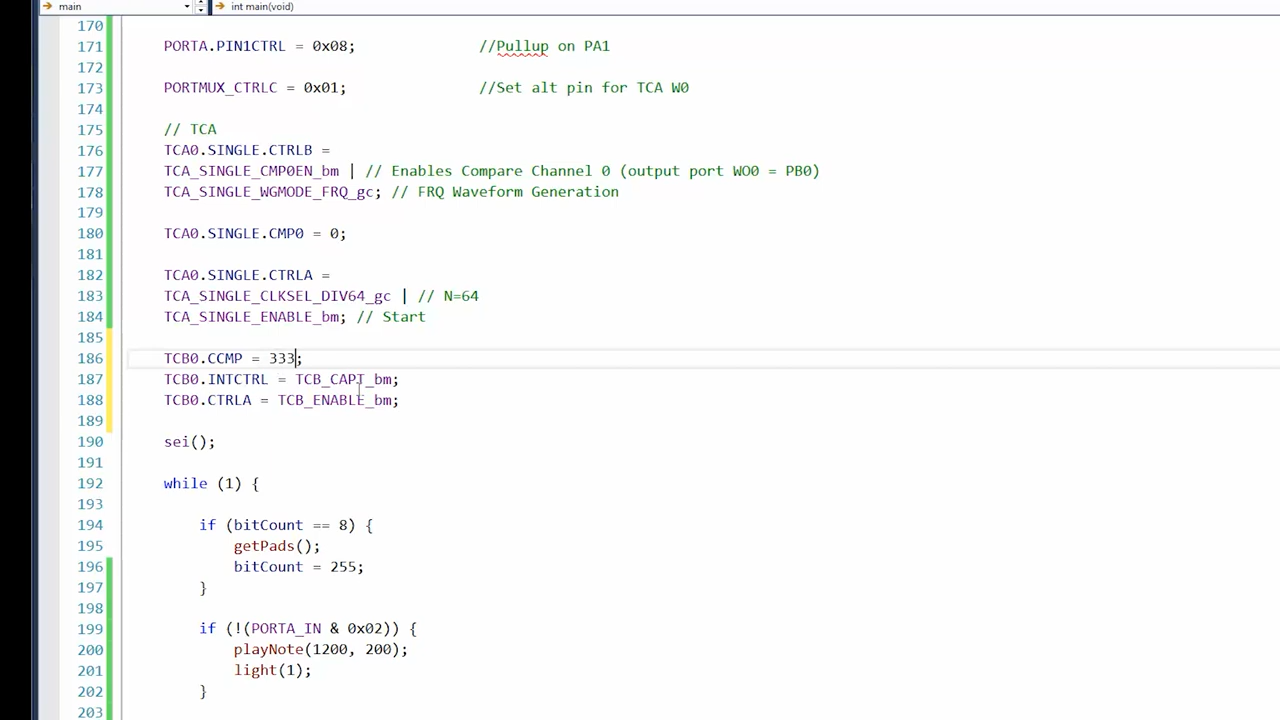 main int main(void)
170
171 PORTA.PIN1CTRL = 0x08; //Pullup on PA1
172
173 PORTMUX_CTRLC = 0x01; //Set alt pin for TCA W0
174
175 // TCA
176 TCA0.SINGLE.CTRLB =
177 TCA_SINGLE_CMP0EN_bm | // Enables Compare Channel 0 (output port WO0 = PB0)
178 TCA_SINGLE_WGMODE_FRQ_gc; // FRQ Waveform Generation
179
180 TCA0.SINGLE.CMP0 = 0;
181
182 TCA0.SINGLE.CTRLA =
183 TCA_SINGLE_CLKSEL_DIV64_gc | // N=64
184 TCA_SINGLE_ENABLE_bm; // Start
185
186 TCB0.CCMP = 333;
187 TCB0.INTCTRL = TCB_CAPT_bm;
188 TCB0.CTRLA = TCB_ENABLE_bm;
189
190 sei();
191
192 while (1) {
193
194 if (bitCount == 8) {
195 getPads();
196 bitCount = 255;
197 }
198
199 if (!(PORTA_IN & 0x02)) {
200 playNote(1200, 200);
201 light(1);
202 }
203